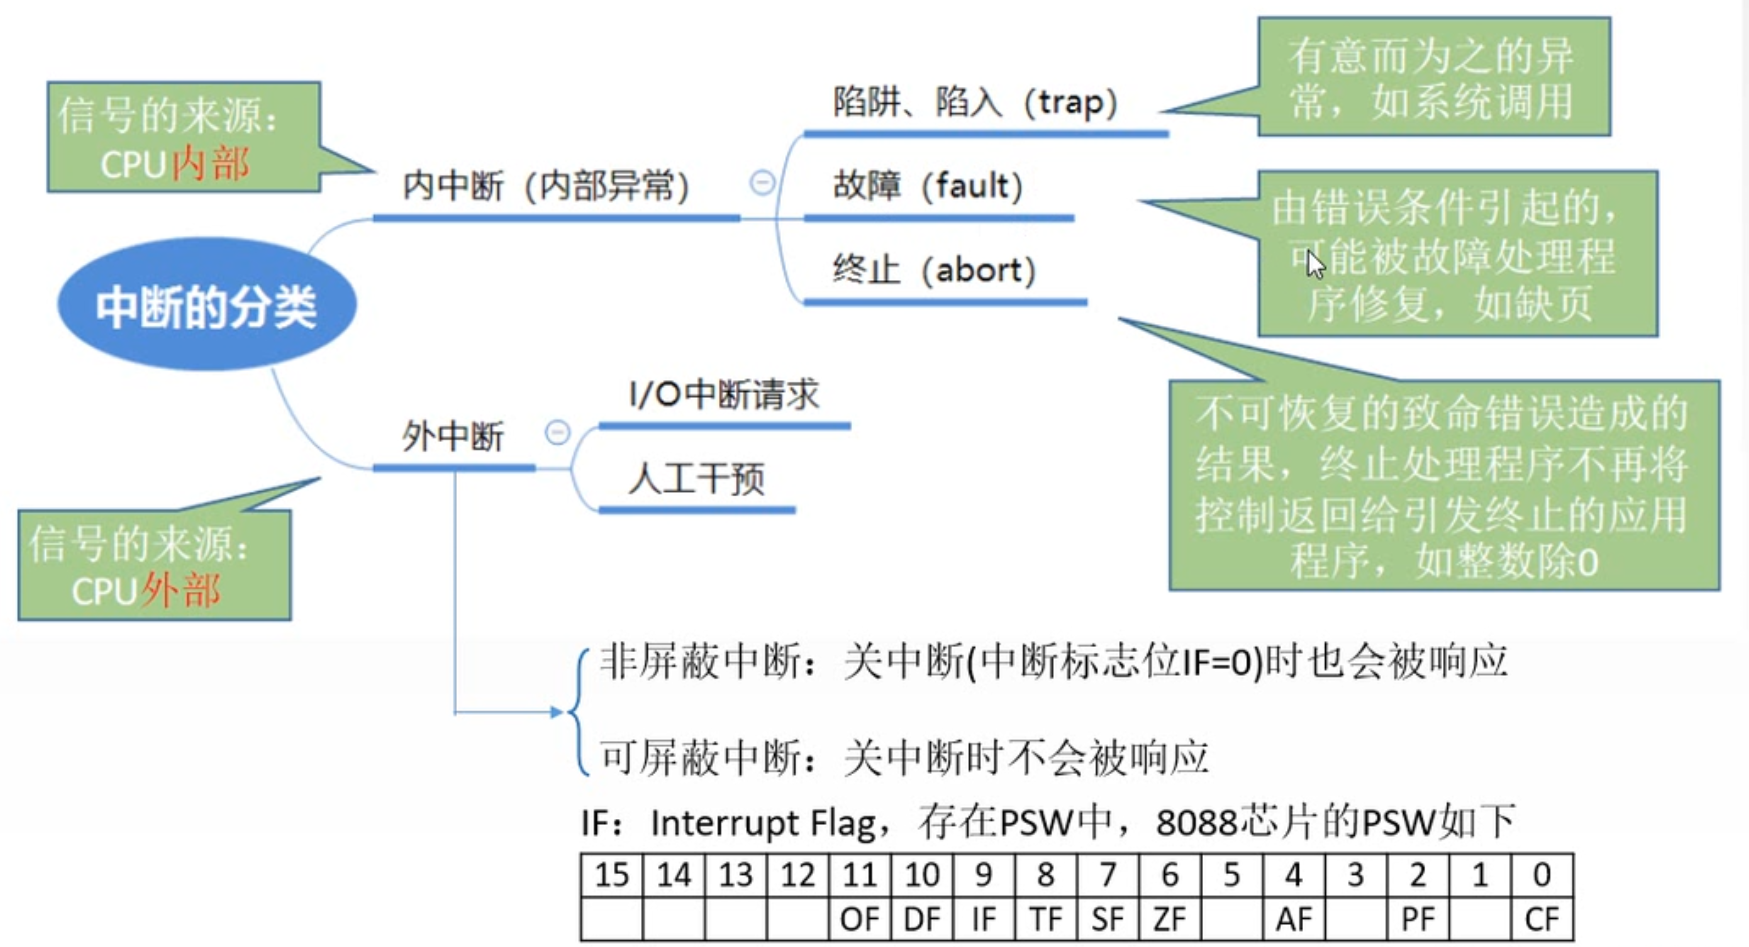 信号的来源：
CPU内部
中断的分类
信号的来源：
CPU外部
内中断（内部异常）
陷阱、陷入（trap）
故障（fault）
终止（abort）
有意而为之的异
常，如系统调用
由错误条件引起的，
可能被故障处理程
序修复，如缺页
不可恢复的致命错误造成的
结果，终止处理程序不再将
控制返回给引发终止的应用
程序，如整数除0
外中断
I/O中断请求
人工干预
非屏蔽中断：关中断(中断标志位IF=0)时也会被响应
可屏蔽中断：关中断时不会被响应
IF：Interrupt Flag，存在PSW中，8088芯片的PSW如下
15 14 13 12 11 10 9 8 7 6 5 4 3 2 1 0
OF DF IF TF SF ZF AF PF CF